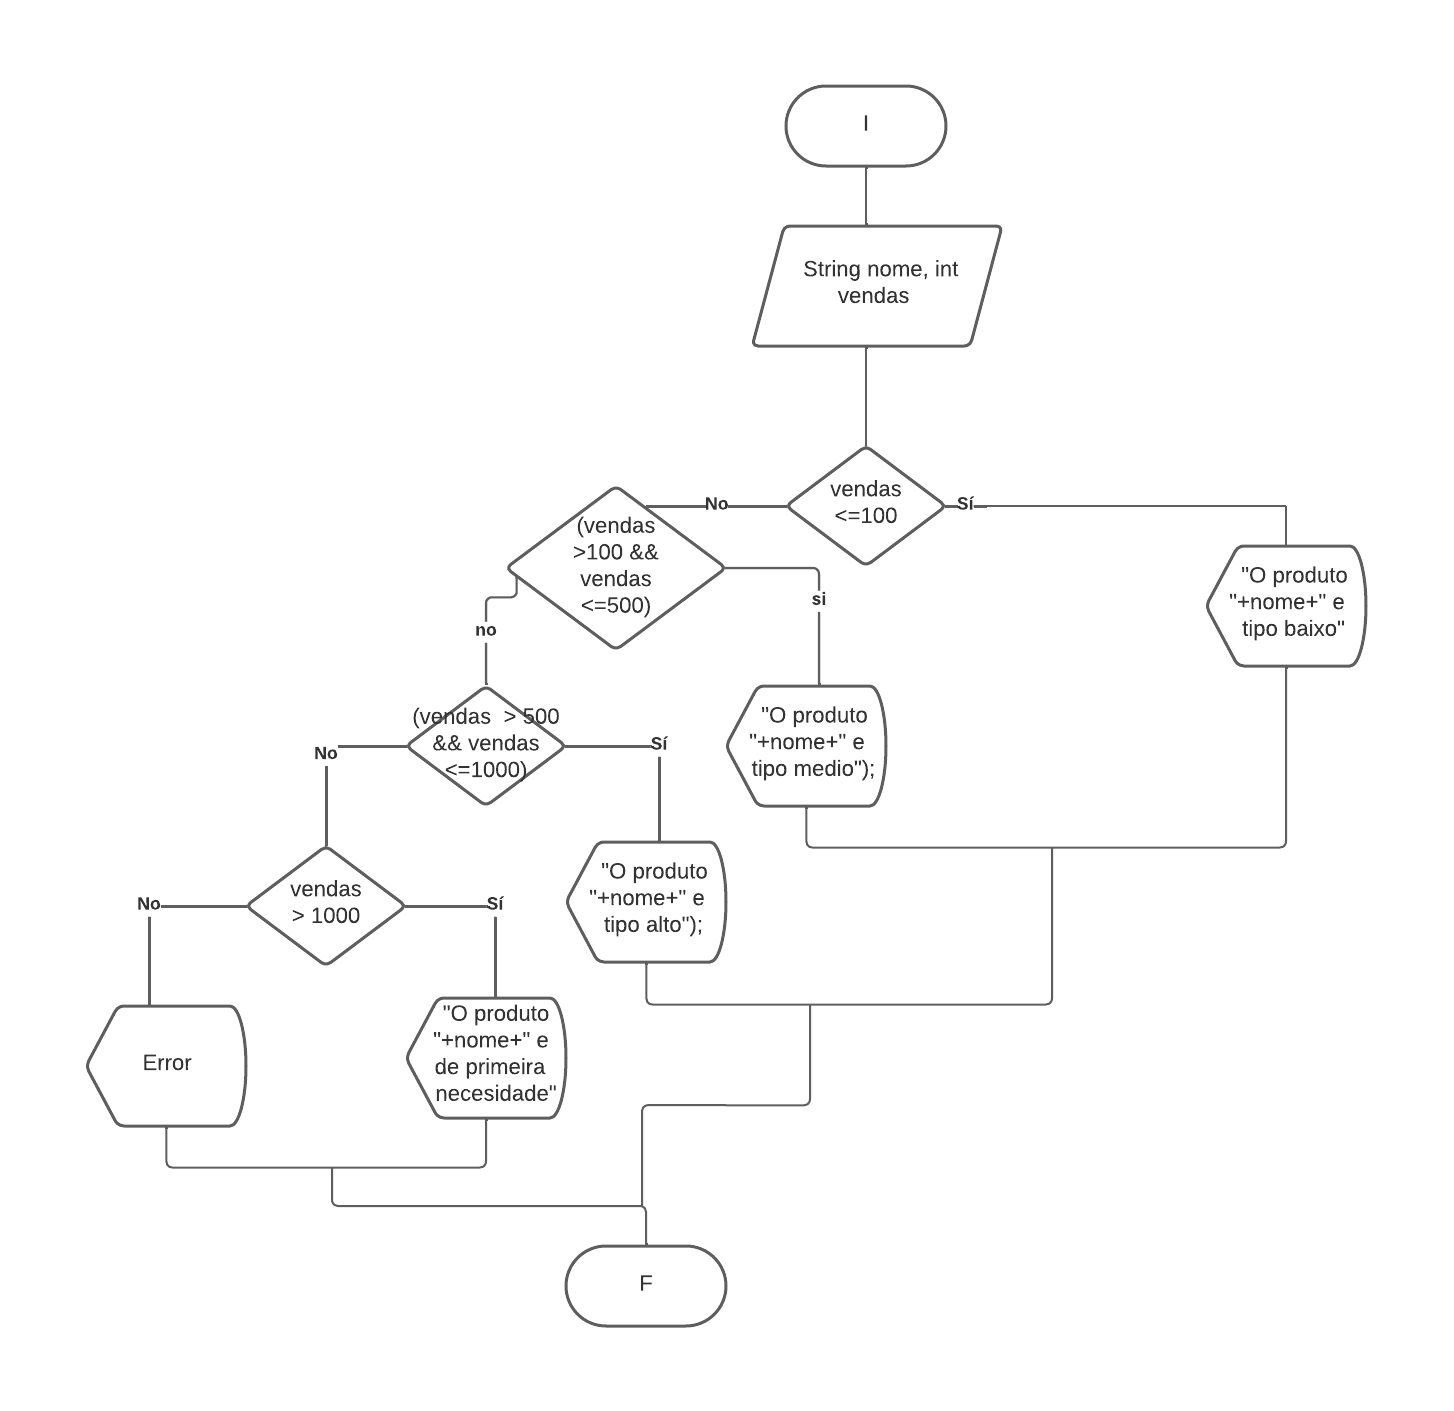 I
String nome, int
vendas
vendas
<=100
No
Sí
(vendas
>100 &&
vendas
<=500)
si
no
"O produto
"+nome+" e
tipo baixo"
(vendas  > 500
&& vendas
<=1000)
No
Sí
"O produto
"+nome+" e
tipo medio");
vendas
> 1000
No
Sí
"O produto
"+nome+" e
tipo alto");
Error
"O produto
"+nome+" e
de primeira
necesidade"
F